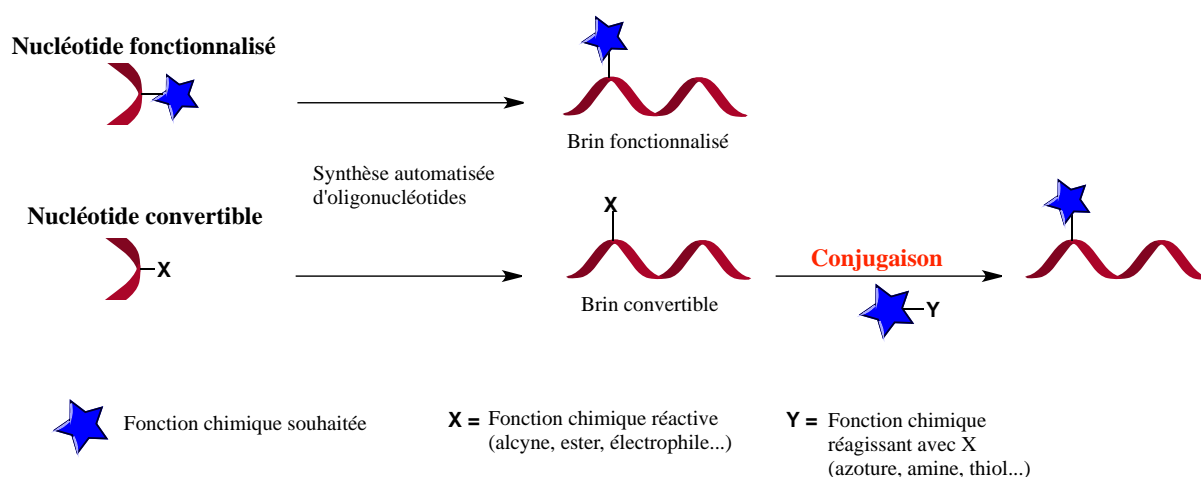 Nucléotide fonctionnalisé
Brin fonctionnalisé
Synthèse automatisée
d'oligonucléotides
Nucléotide convertible
X
X
Brin convertible
Conjugaison
Y
Fonction chimique souhaitée
X = Fonction chimique réactive
(alcyne, ester, électrophile...)
Y = Fonction chimique
réagissant avec X
(azoture, amine, thiol...)